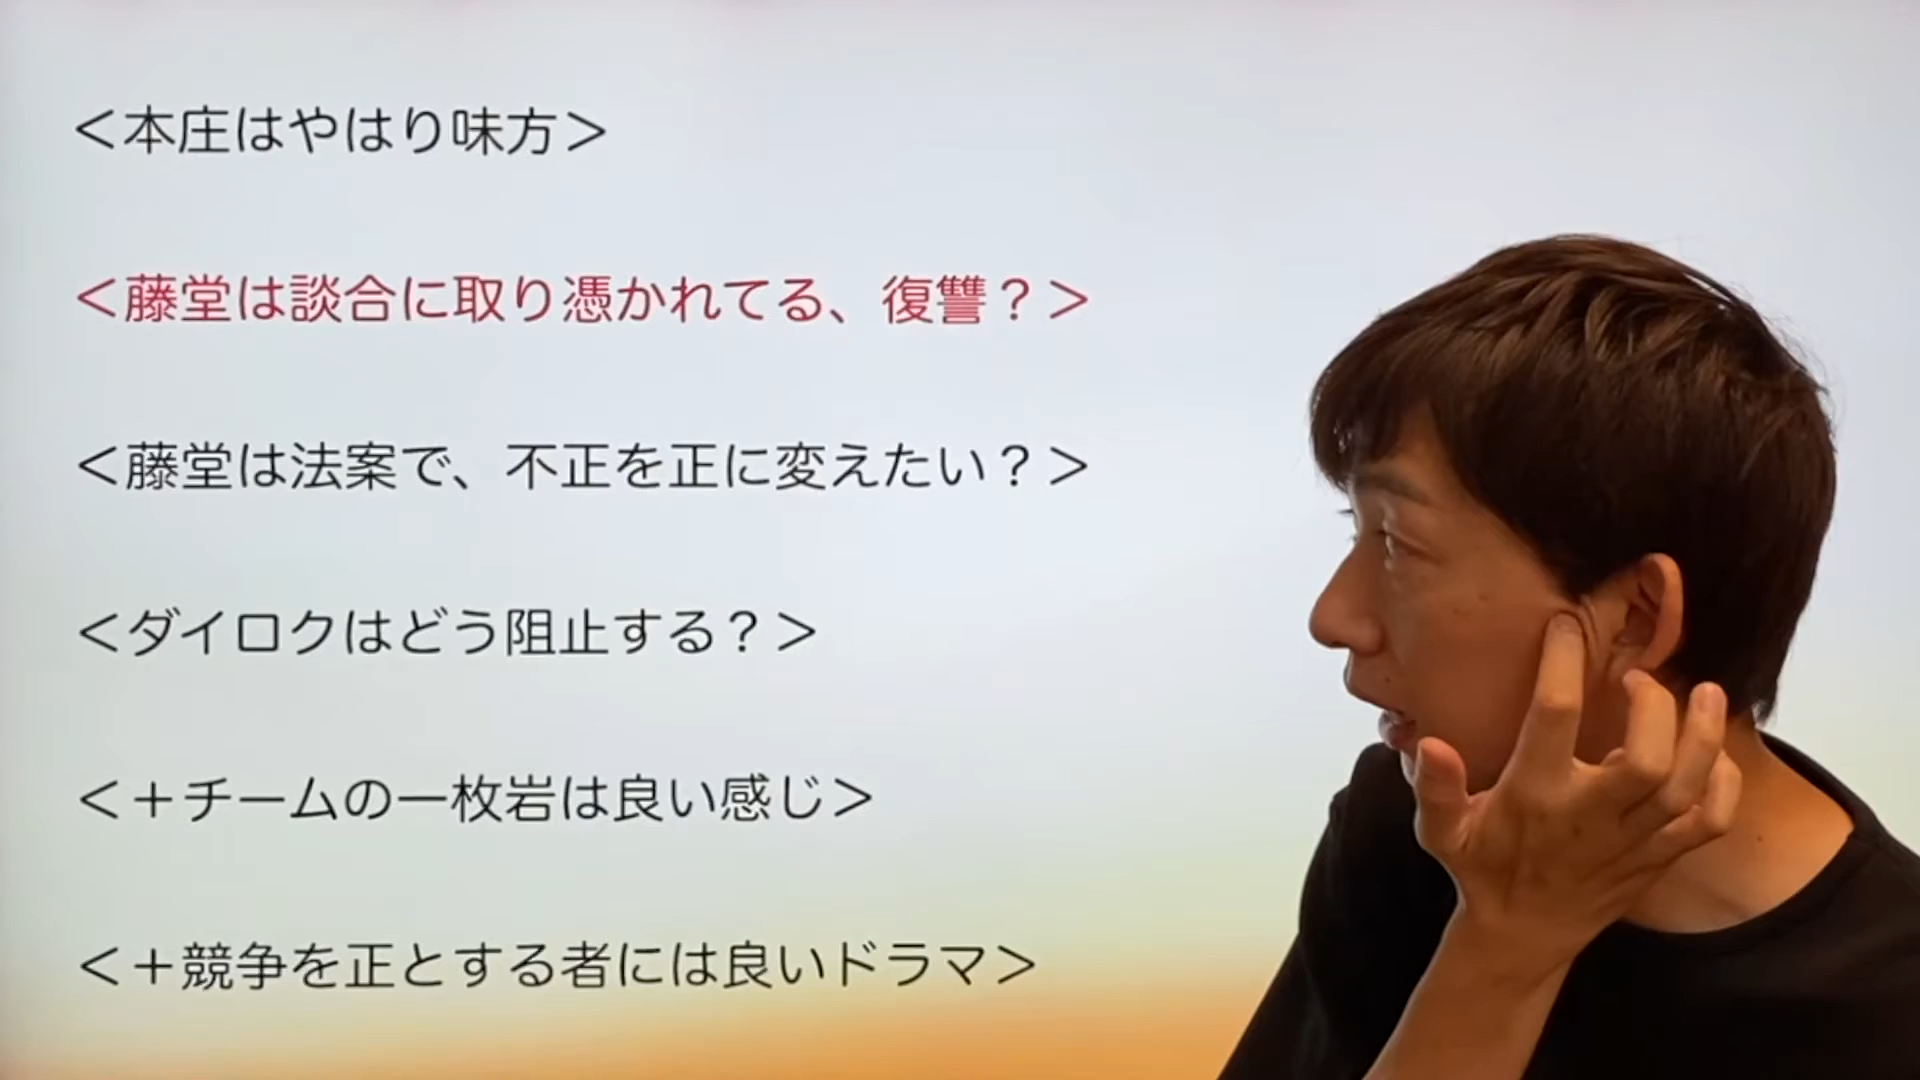 ＜本庄はやはり味方＞
＜藤堂は談合に取り憑かれてる、復讐？＞
＜藤堂は法案で、不正を正に変えたい？＞
＜ダイロクはどう阻止する？＞
＜＋チームの一枚岩は良い感じ＞
＜＋競争を正とする者には良いドラマ＞